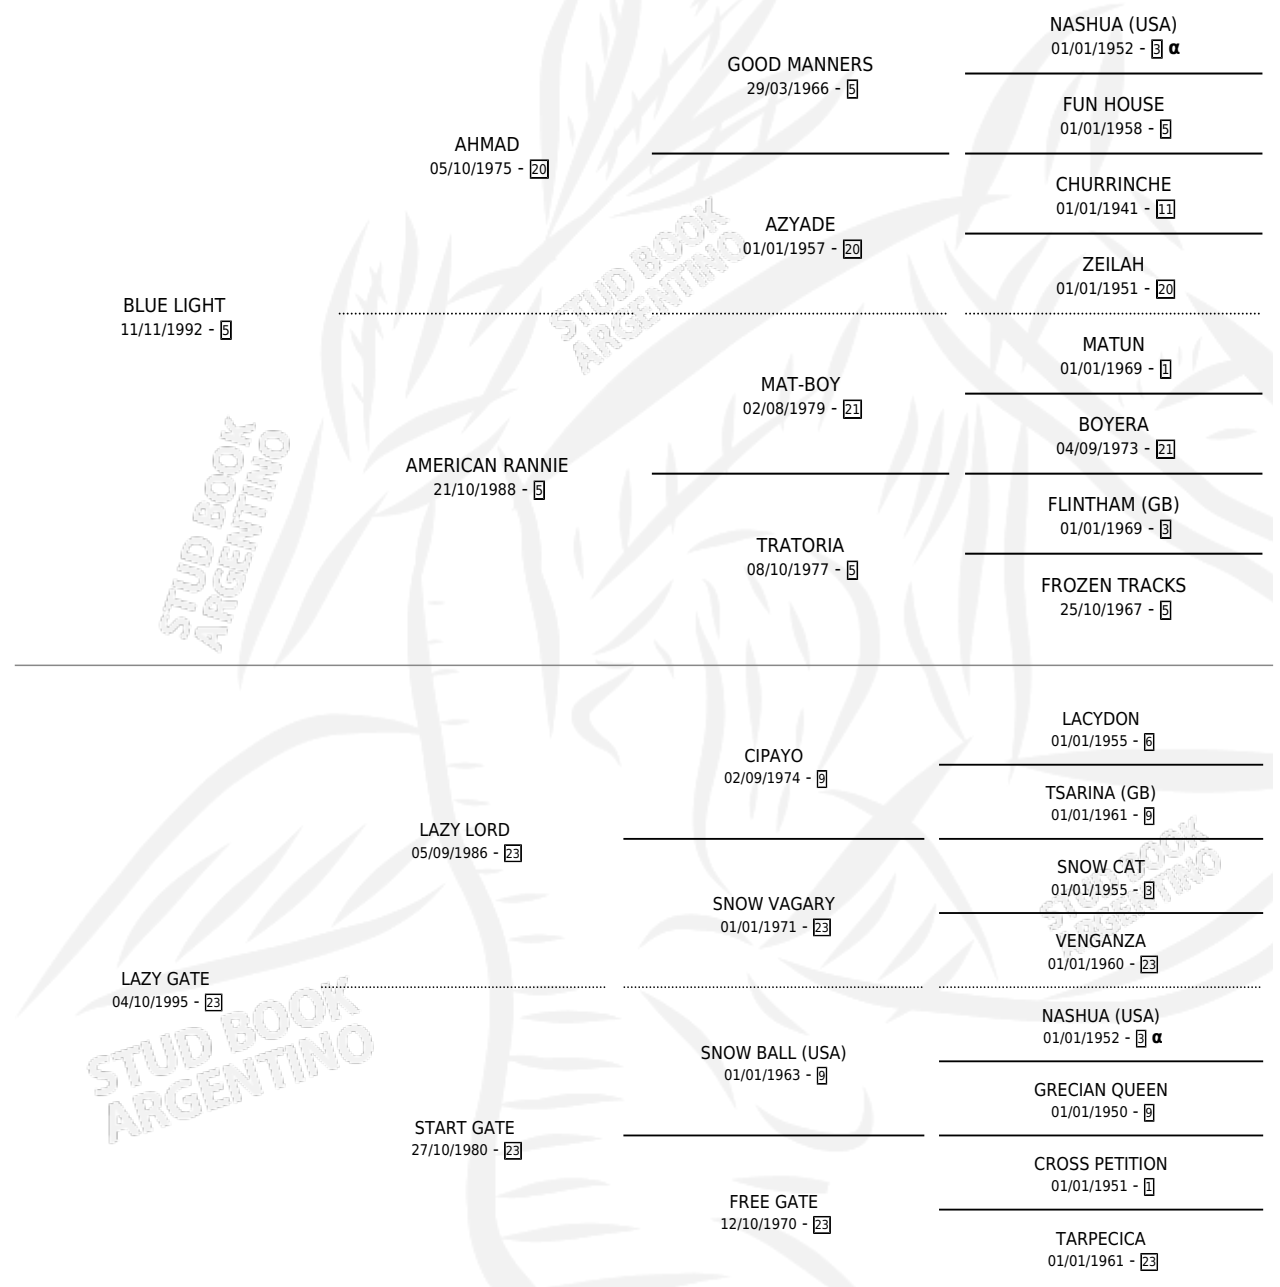 NASHUA (USA)
01/01/1952 - 3 α
GOOD MANNERS
29/03/1966 - 5
FUN HOUSE
01/01/1958 - 5
AHMAD
05/10/1975 - 20
CHURRINCHE
01/01/1941 - 11
AZYADE
01/01/1957 - 20
ZEILAH
01/01/1951 - 20
STUD BOOK
ARGENTINO
BLUE LIGHT
11/11/1992 - 5
MATUN
01/01/1969 - 1
MAT-BOY
02/08/1979 - 21
BOYERA
04/09/1973 - 21
AMERICAN RANNIE
21/10/1988 - 5
FLINTHAM (GB)
01/01/1969 - 3
TRATORIA
08/10/1977 - 5
FROZEN TRACKS
25/10/1967 - 5
STUD BOOK
ARGENTINO
LACYDON
01/01/1955 - 6
CIPAYO
02/09/1974 - 9
TSARINA (GB)
01/01/1961 - 9
LAZY LORD
05/09/1986 - 23
SNOW CAT
01/01/1955 - 3
SNOW VAGARY
01/01/1971 - 23
VENGANZA
01/01/1960 - 23
STUD BOOK
ARGENTINO
LAZY GATE
04/10/1995 - 23
NASHUA (USA)
01/01/1952 - 3 α
SNOW BALL (USA)
01/01/1963 - 9
GRECIAN QUEEN
01/01/1950 - 9
STUD BOOK
ARGENTINO
START GATE
27/10/1980 - 23
CROSS PETITION
01/01/1951 - 1
FREE GATE
12/10/1970 - 23
TARPECICA
01/01/1961 - 23